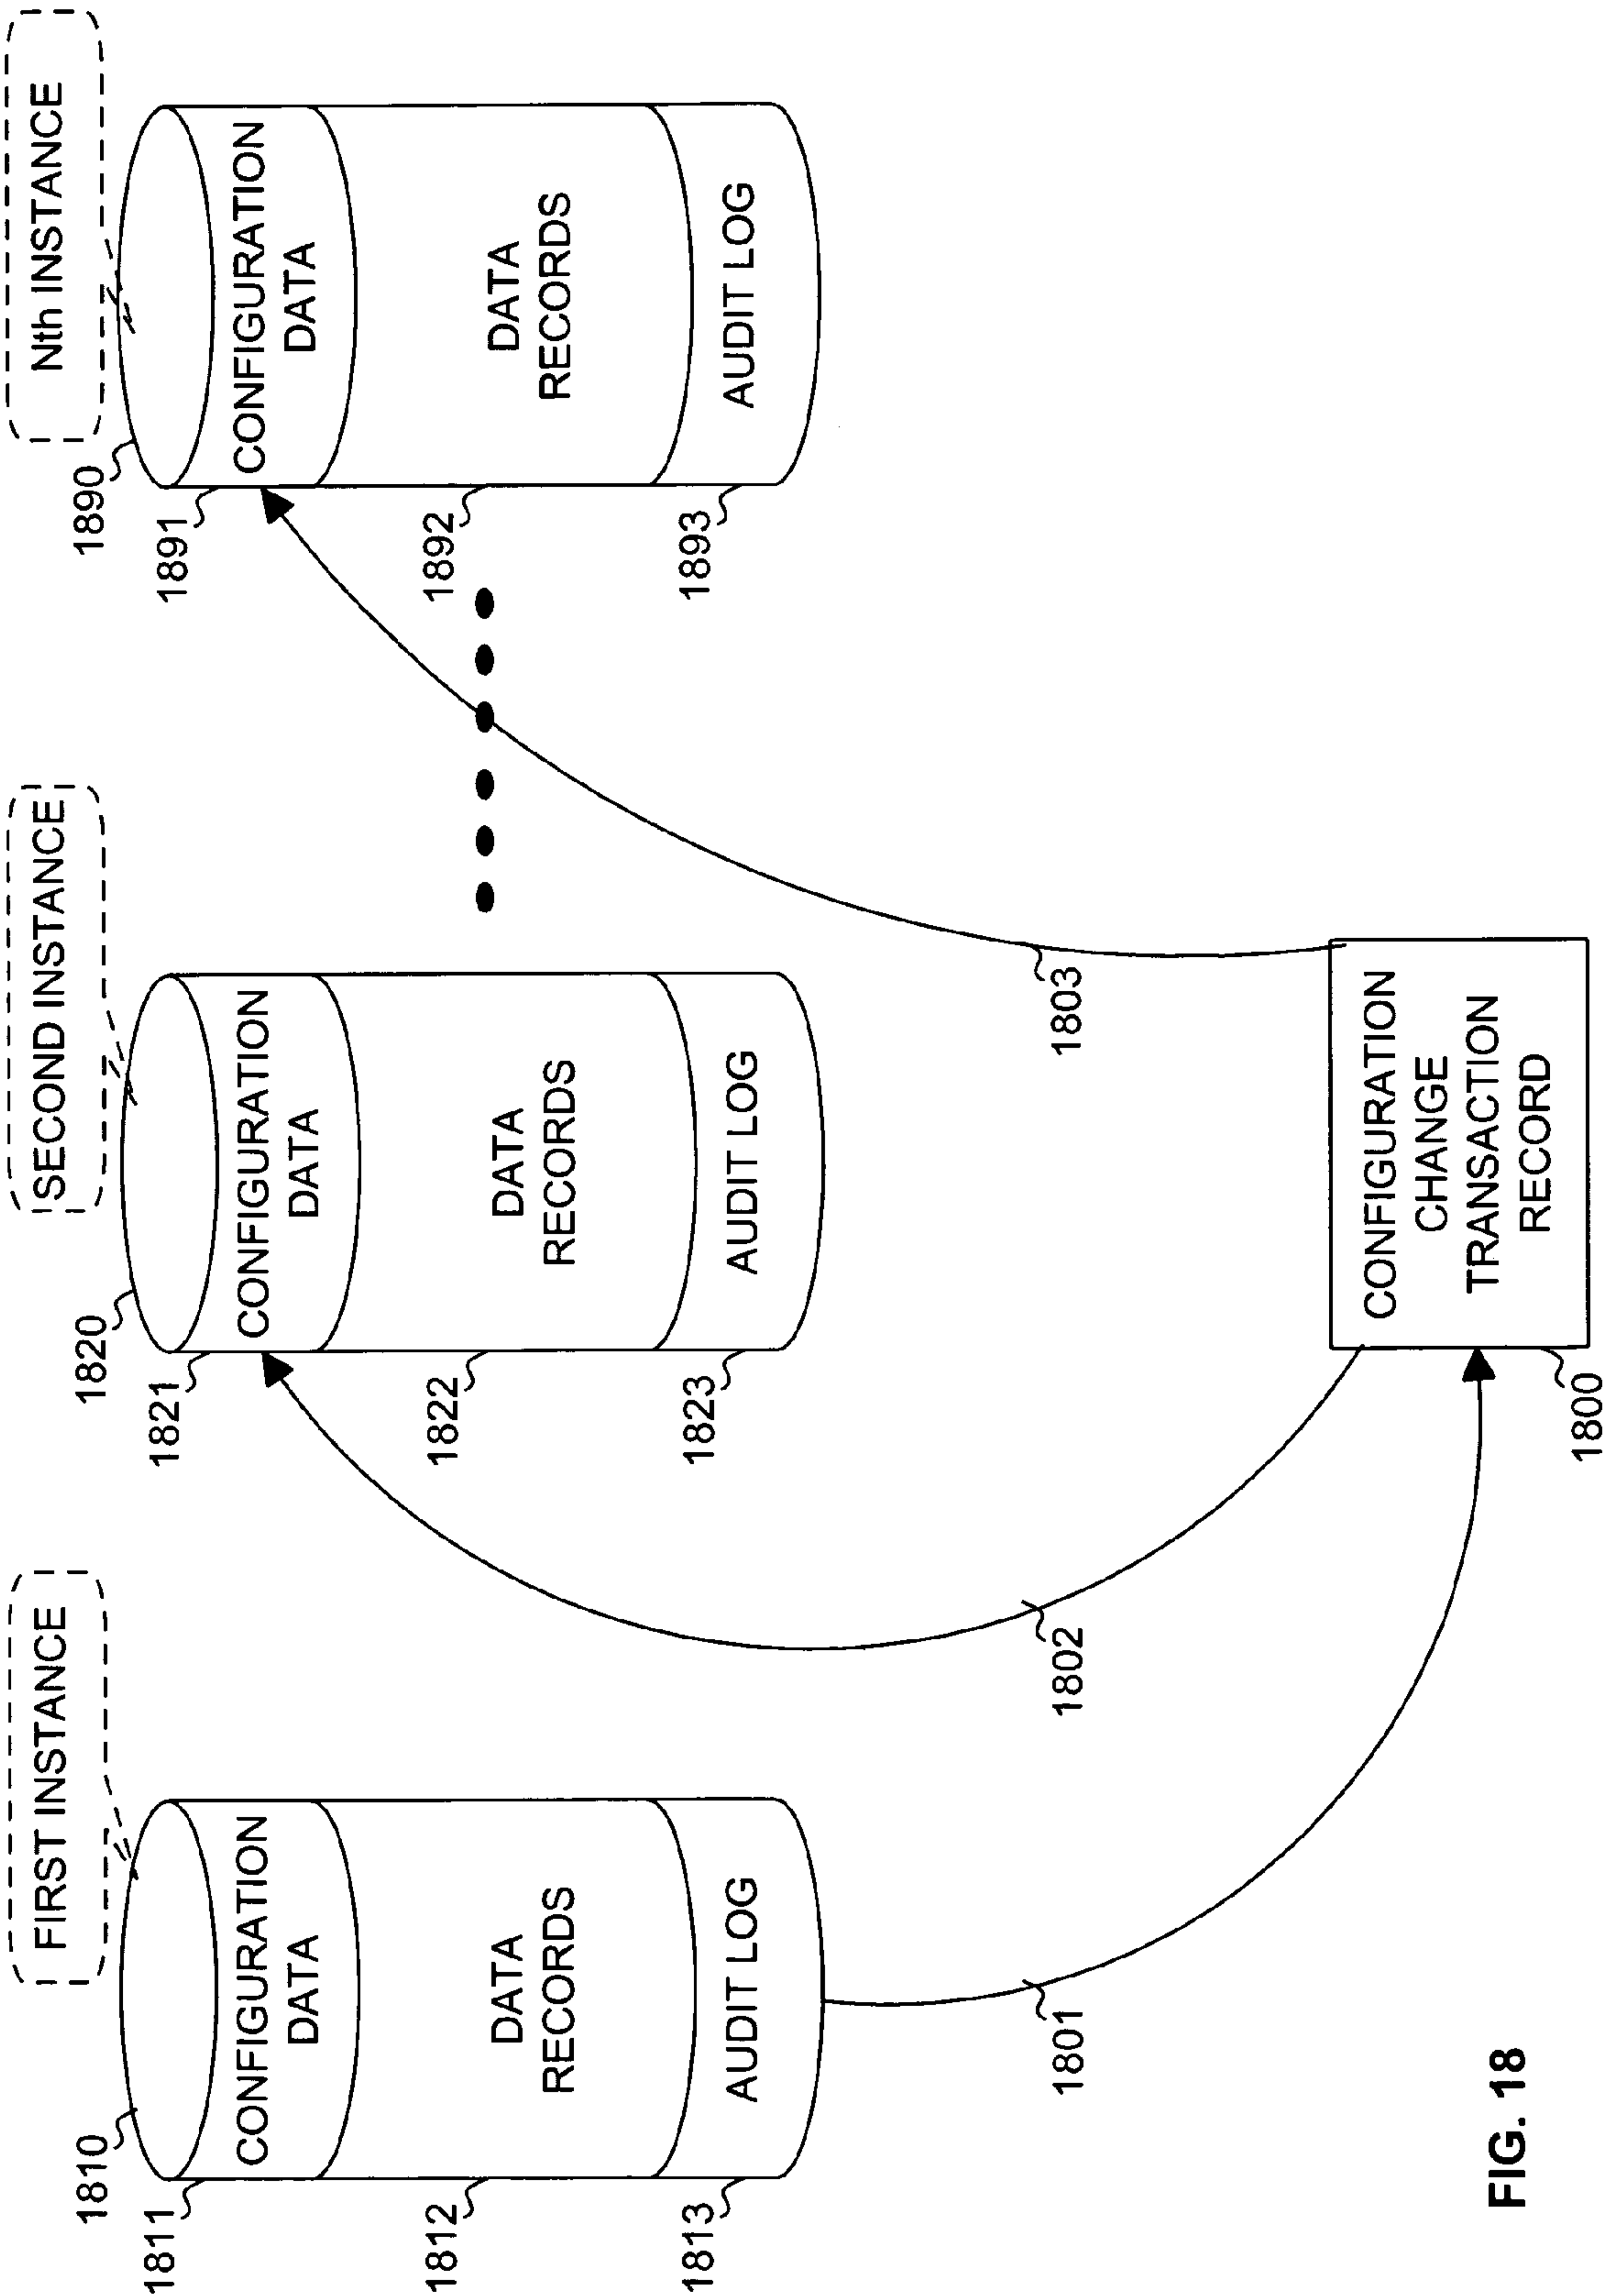 FIRST INSTANCE
1810
1811
CONFIGURATION
DATA
1812
DATA
RECORDS
1813
AUDIT LOG
SECOND INSTANCE
1820
1821
CONFIGURATION
DATA
1822
DATA
RECORDS
1823
AUDIT LOG
Nth INSTANCE
1890
1891
CONFIGURATION
DATA
1892
DATA
RECORDS
1893
AUDIT LOG
1801
1802
1803
CONFIGURATION
CHANGE
TRANSACTION
RECORD
1800
FIG. 18